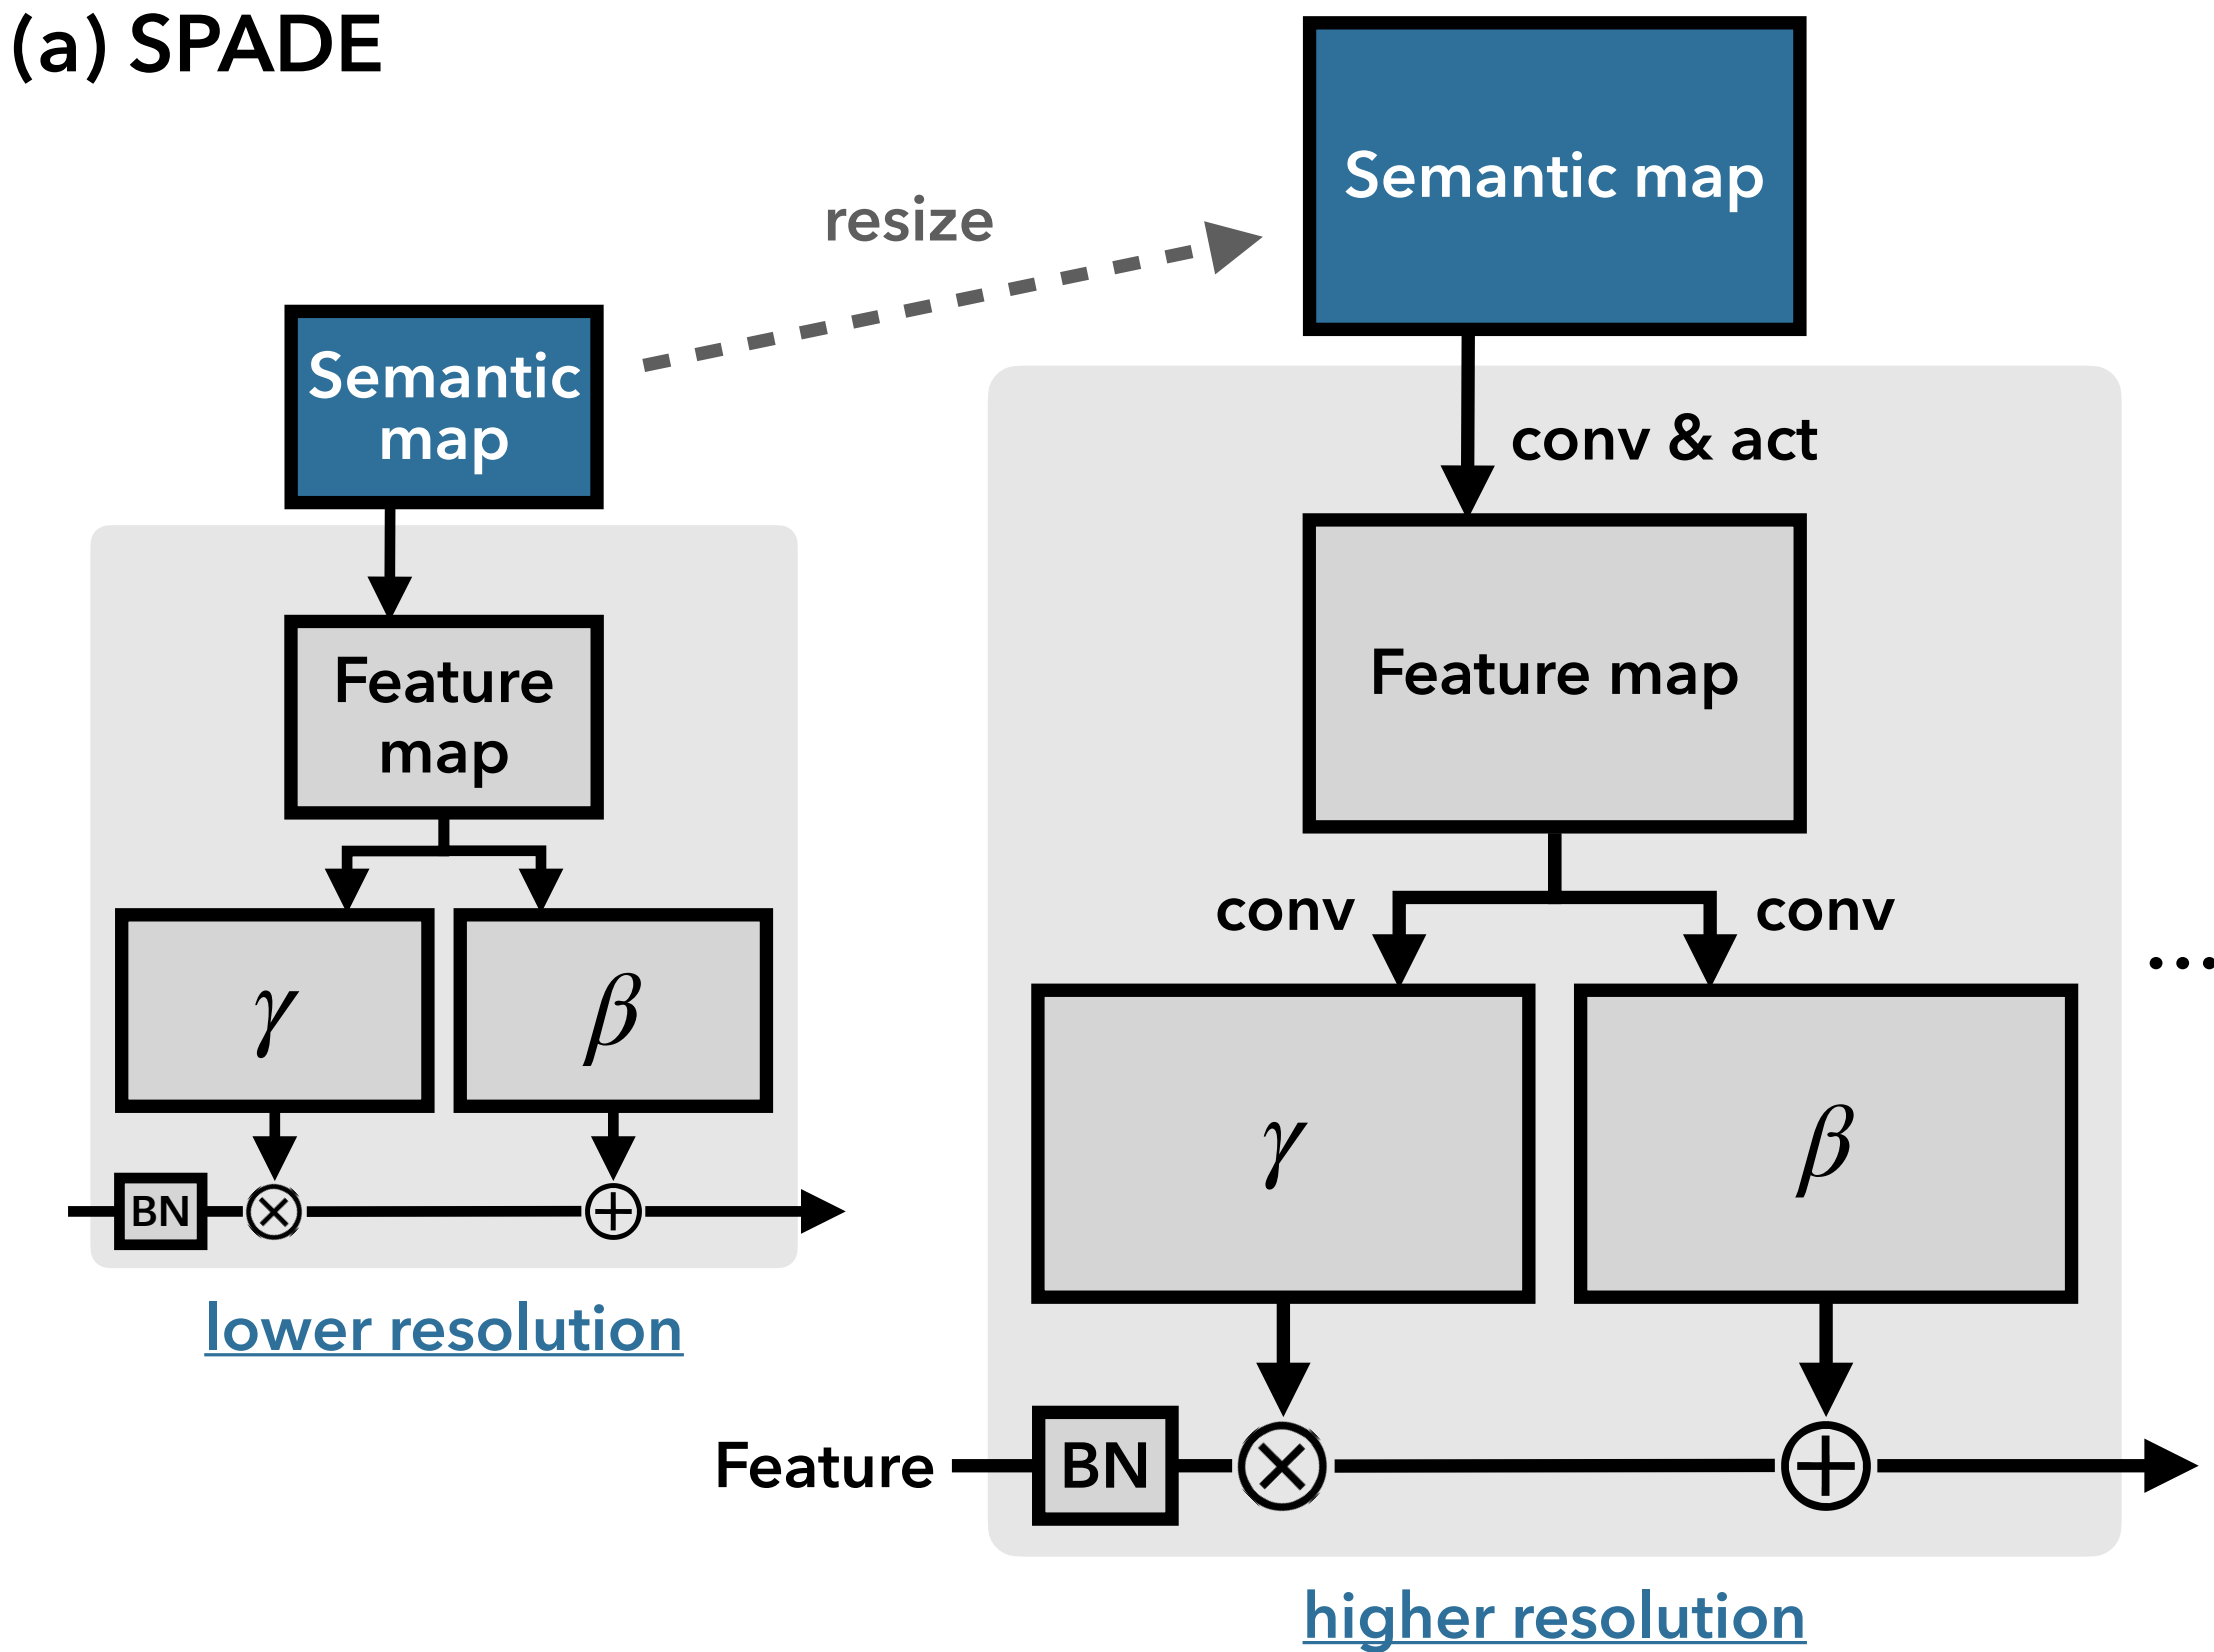 (a) SPADE
resize
Semantic
map
Feature
map
γ
β
BN
lower resolution
Semantic map
conv & act
Feature map
conv
conv
γ
β
...
Feature
BN
higher resolution